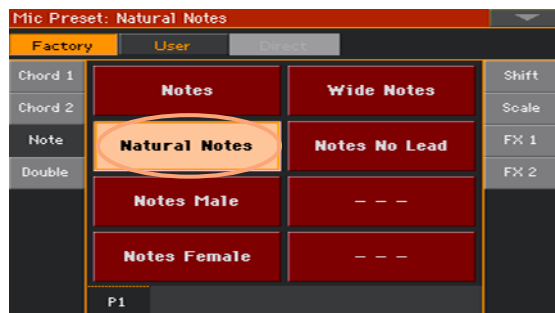 Mic Preset: Natural Notes
Factory User Direct
Chord 1
Chord 2
Note
Double
Notes Wide Notes
Natural Notes Notes No Lead
Notes Male - - -
Notes Female - - -
Shift
Scale
FX 1
FX 2
P1